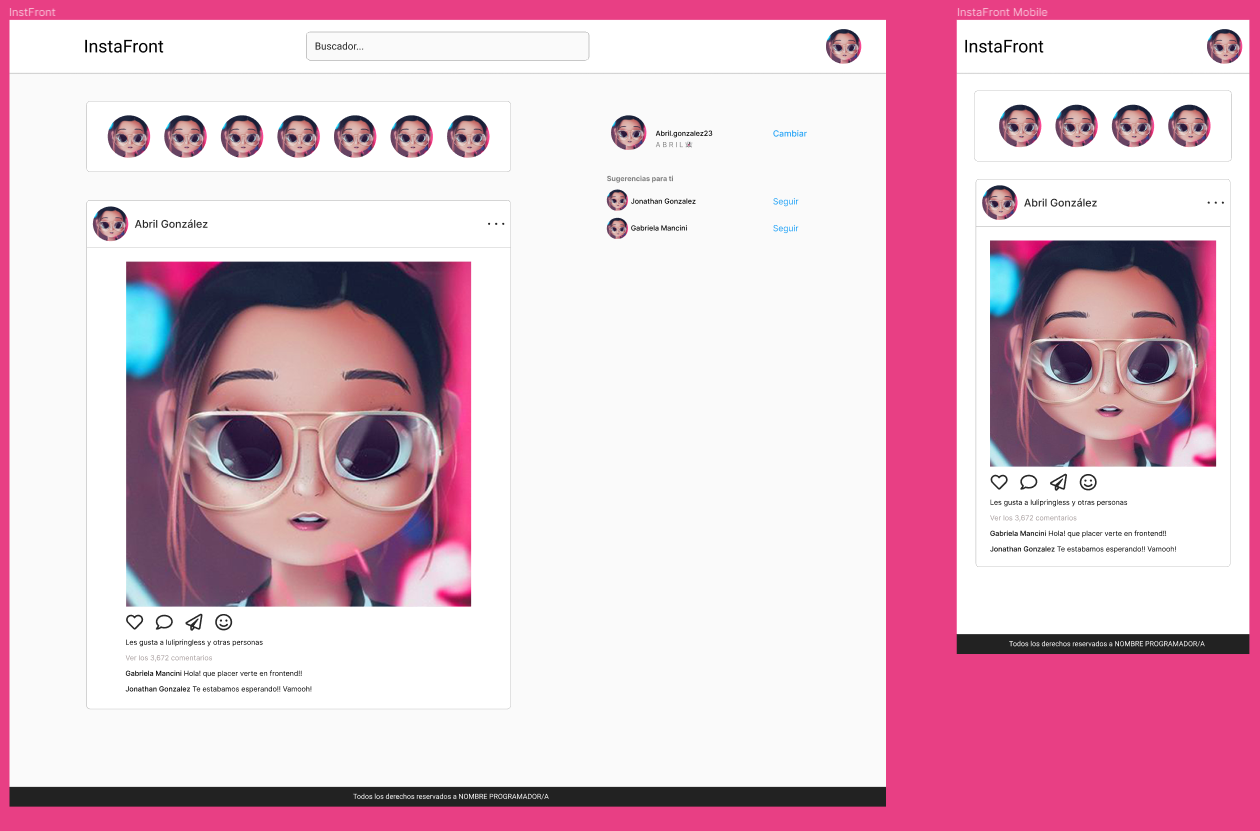 InstFront
InstaFront
Buscador...
Abril.gonzalez23
Cambiar
A B R I L
Sugerencias para ti
Jonathan Gonzalez
Seguir
Gabriela Mancini
Seguir
Abril González
Les gusta a lulipringless y otras personas
Ver los 3,672 comentarios
Gabriela Mancini Hola! que placer verte en frontend!!
Jonathan Gonzalez Te estabamos esperando!! Vamooh!
Todos los derechos reservados a NOMBRE PROGRAMADOR/A
InstaFront Mobile
InstaFront
Abril González
Les gusta a lulipringless y otras personas
Ver los 3,672 comentarios
Gabriela Mancini Hola! que placer verte en frontend!!
Jonathan Gonzalez Te estabamos esperando!! Vamooh!
Todos los derechos reservados a NOMBRE PROGRAMADOR/A